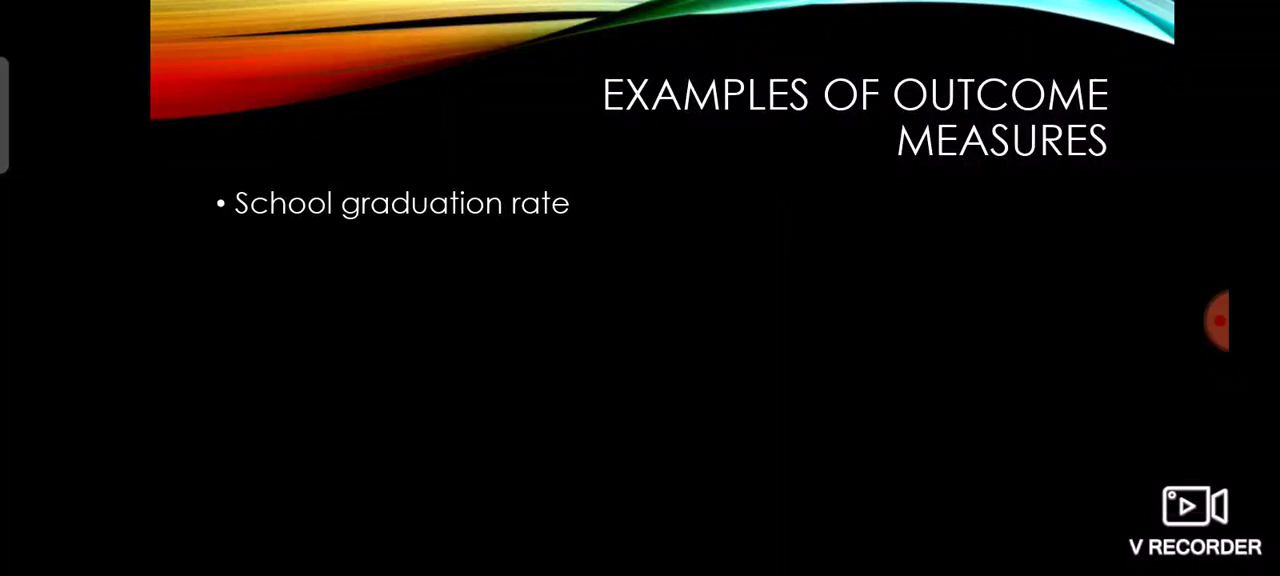 EXAMPLES OF OUTCOME
MEASURES
• School graduation rate
V RECORDER